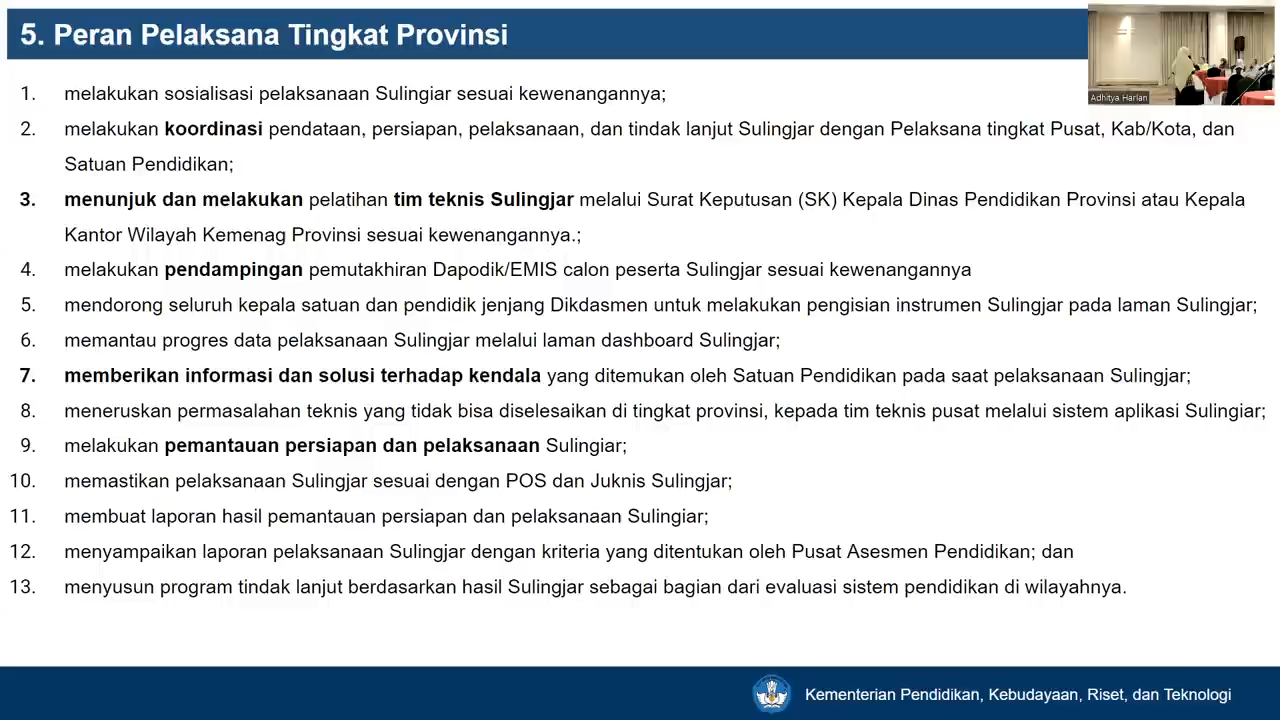 5. Peran Pelaksana Tingkat Provinsi
Adhitya Harlan
1. melakukan sosialisasi pelaksanaan Sulingiar sesuai kewenangannya;
2. melakukan koordinasi pendataan, persiapan, pelaksanaan, dan tindak lanjut Sulingjar dengan Pelaksana tingkat Pusat, Kab/Kota, dan
Satuan Pendidikan;
3. menunjuk dan melakukan pelatihan tim teknis Sulingjar melalui Surat Keputusan (SK) Kepala Dinas Pendidikan Provinsi atau Kepala
Kantor Wilayah Kemenag Provinsi sesuai kewenangannya.;
4. melakukan pendampingan pemutakhiran Dapodik/EMIS calon peserta Sulingjar sesuai kewenangannya
5. mendorong seluruh kepala satuan dan pendidik jenjang Dikdasmen untuk melakukan pengisian instrumen Sulingjar pada laman Sulingjar;
6. memantau progres data pelaksanaan Sulingjar melalui laman dashboard Sulingjar;
7. memberikan informasi dan solusi terhadap kendala yang ditemukan oleh Satuan Pendidikan pada saat pelaksanaan Sulingjar;
8. meneruskan permasalahan teknis yang tidak bisa diselesaikan di tingkat provinsi, kepada tim teknis pusat melalui sistem aplikasi Sulingiar;
9. melakukan pemantauan persiapan dan pelaksanaan Sulingiar;
10. memastikan pelaksanaan Sulingjar sesuai dengan POS dan Juknis Sulingjar;
11. membuat laporan hasil pemantauan persiapan dan pelaksanaan Sulingiar;
12. menyampaikan laporan pelaksanaan Sulingjar dengan kriteria yang ditentukan oleh Pusat Asesmen Pendidikan; dan
13. menyusun program tindak lanjut berdasarkan hasil Sulingjar sebagai bagian dari evaluasi sistem pendidikan di wilayahnya.
Kementerian Pendidikan, Kebudayaan, Riset, dan Teknologi